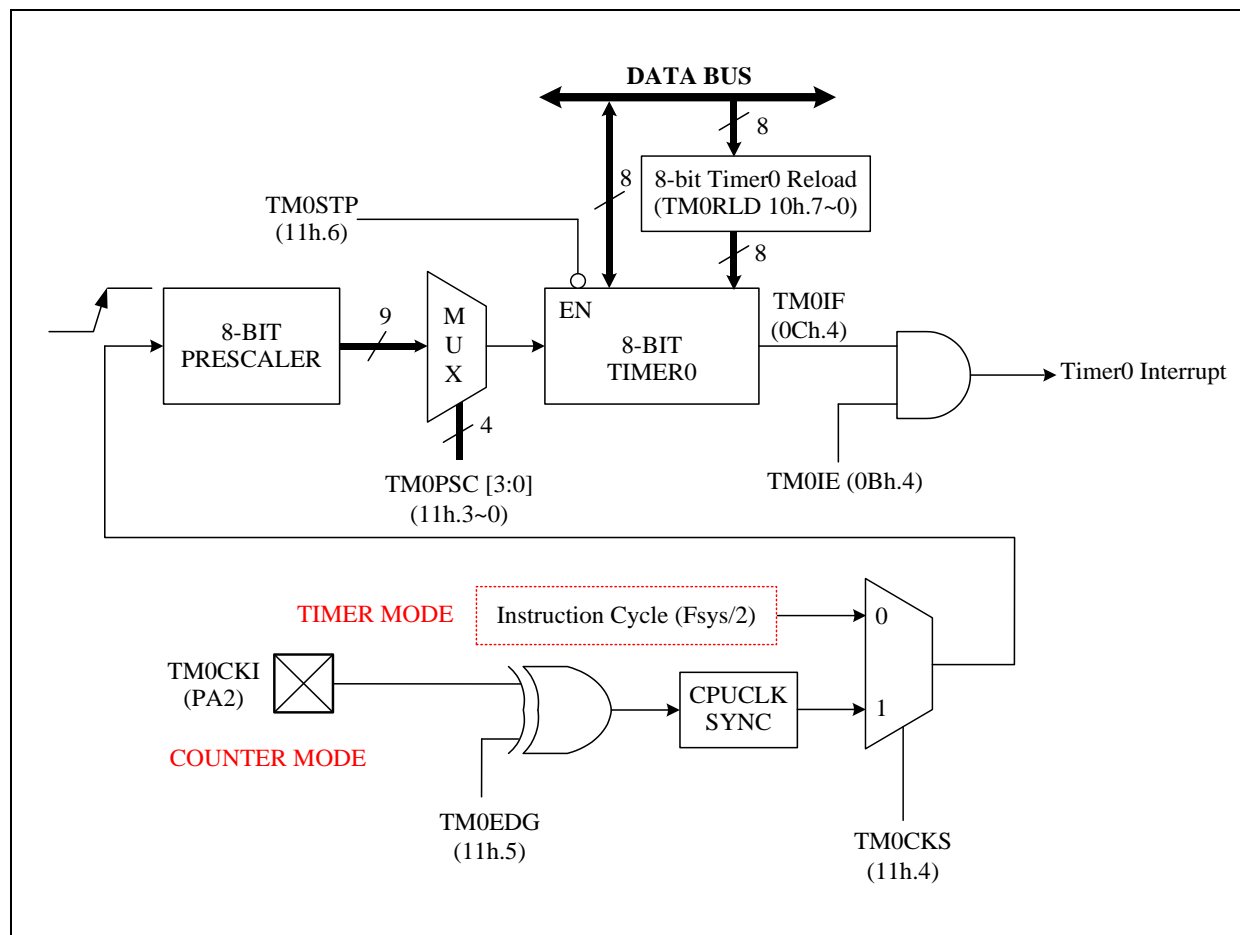 DATA BUS
8
8-bit Timer0 Reload
(TM0RLD 10h.7~0)
8
8
TM0STP
(11h.6)
8-BIT
PRESCALER
9
M
U
X
4
TM0PSC [3:0]
(11h.3~0)
EN
8-BIT
TIMER0
TM0IF
(0Ch.4)
Timer0 Interrupt
TM0IE (0Bh.4)
TIMER MODE
Instruction Cycle (Fsys/2)
0
TM0CKI
(PA2)
CPUCLK
SYNC
1
COUNTER MODE
TM0EDG
(11h.5)
TM0CKS
(11h.4)